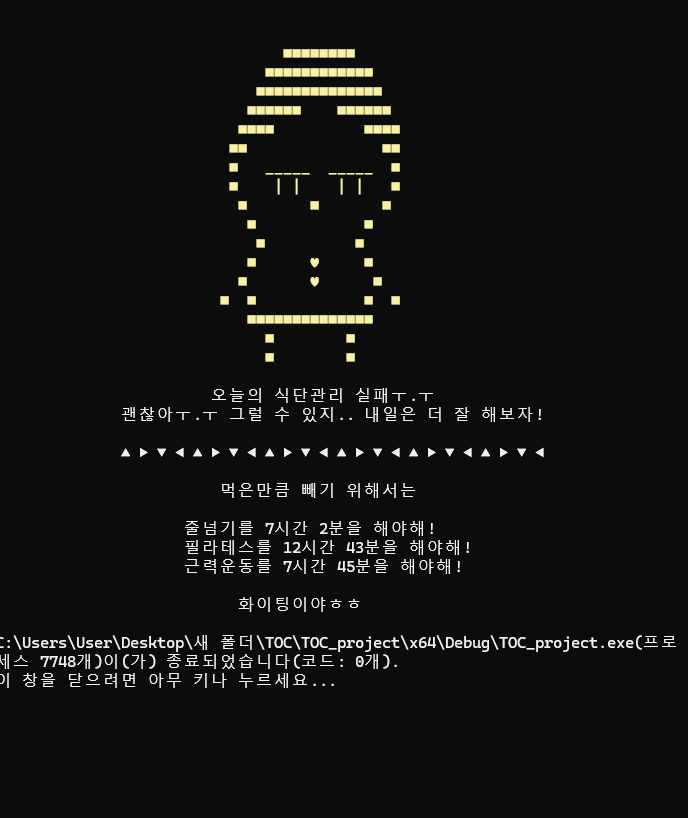 오늘의 식단관리 실패ㅜ.ㅜ
괜찮아ㅜ.ㅜ 그럴 수 있지.. 내일은 더 잘 해보자!
▲ ▶ ▼ ◀ ▲ ▶ ▼ ◀ ▲ ▶ ▼ ◀ ▲ ▶ ▼ ◀ ▲ ▶ ▼ ◀ ▲ ▶ ▼ ◀
먹은만큼 빼기 위해서는
줄넘기를 7시간 2분을 해야해!
필라테스를 12시간 43분을 해야해!
근력운동를 7시간 45분을 해야해!
화이팅이야ㅎㅎ
C:\Users\User\Desktop\새 폴더\TOC\TOC_project\x64\Debug\TOC_project.exe(프로
세스 7748개)이(가) 종료되었습니다(코드: 0개).
이 창을 닫으려면 아무 키나 누르세요...